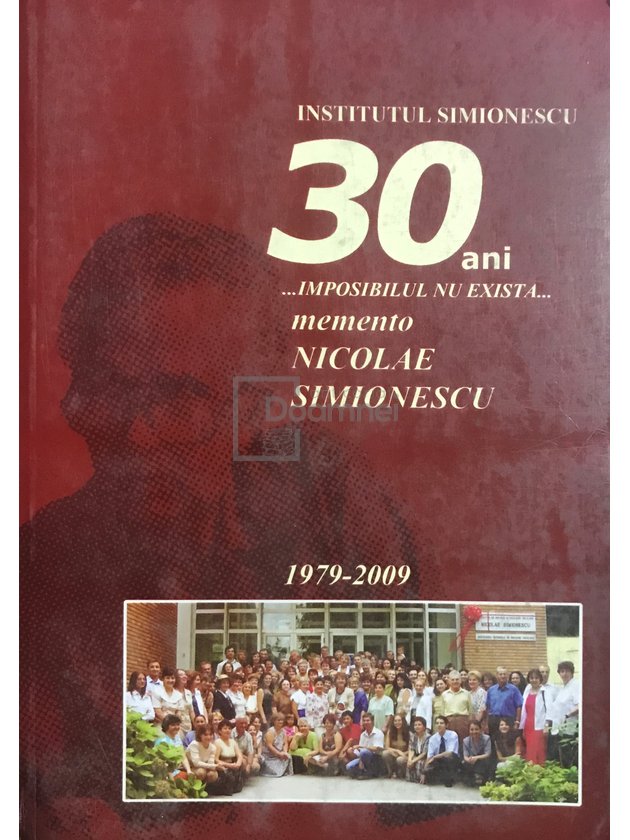 INSTITUTUL SIMIONESCU
30
ani
...IMPOSIBILUL NU EXISTA...
memento
NICOLAE
SIMIONESCU
1979-2009
NICOLAE SIMIONESCU